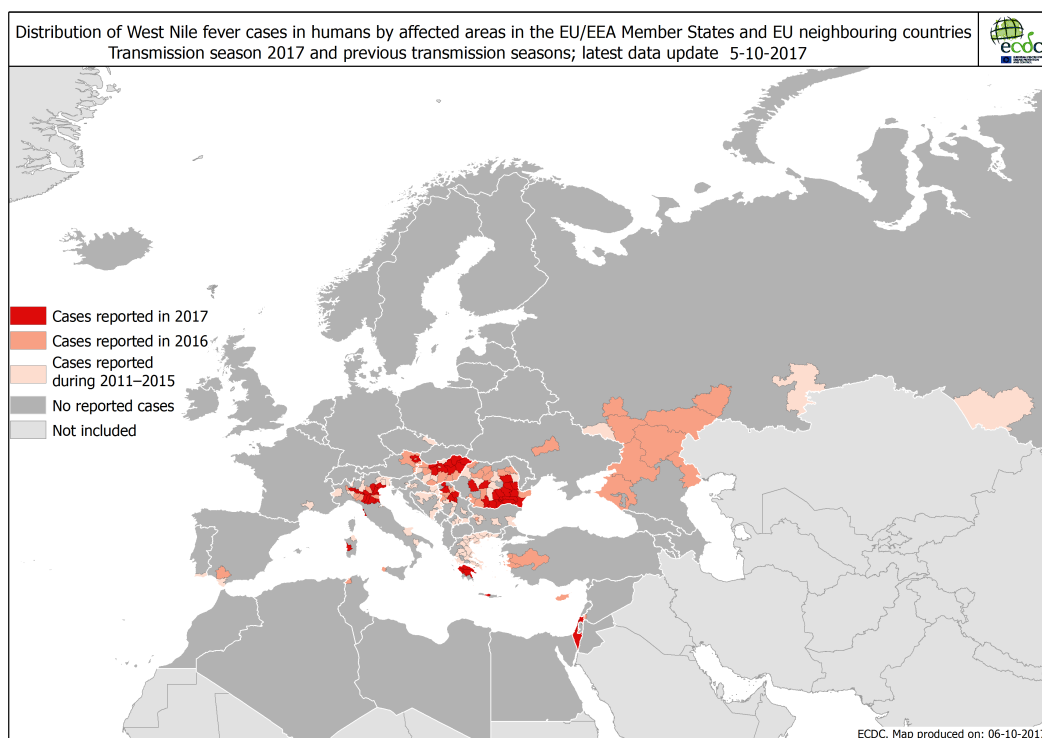 Distribution of West Nile fever cases in humans by affected areas in the EU/EEA Member States and EU neighbouring countries
Transmission season 2017 and previous transmission seasons; latest data update 5-10-2017
ecdc
Cases reported in 2017
Cases reported in 2016
Cases reported
during 2011–2015
No reported cases
Not included
ECDC. Map produced on: 06-10-2017